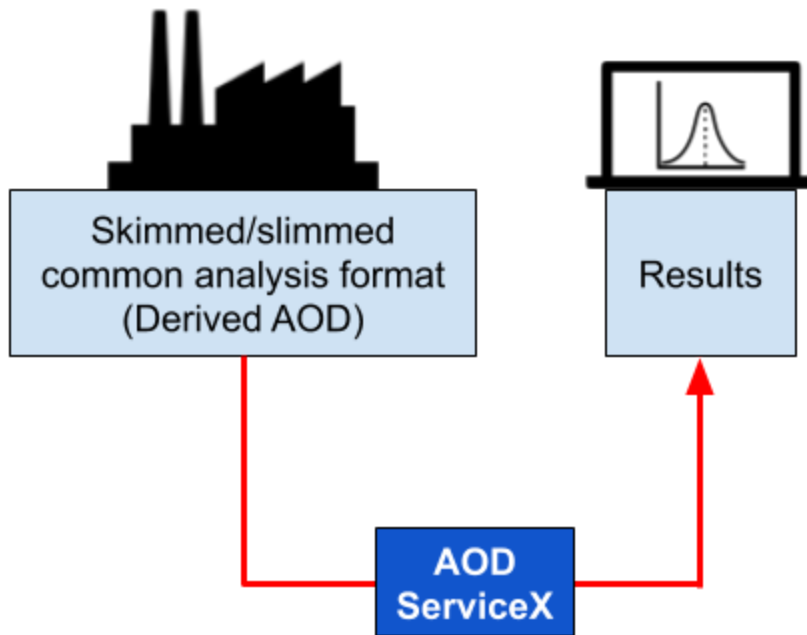 Skimmed/slimmed
common analysis format
(Derived AOD)
Results
AOD
ServiceX